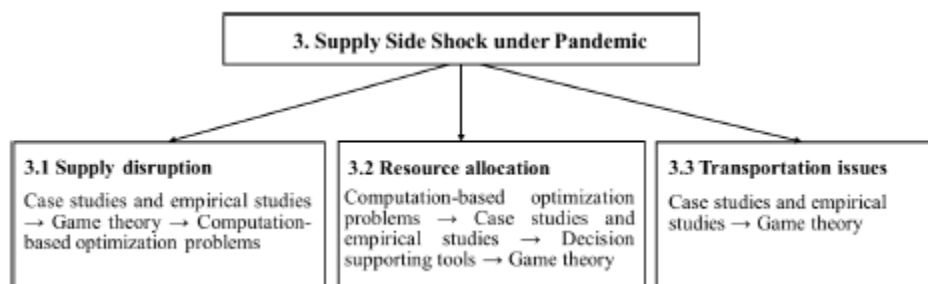 3. Supply Side Shock under Pandemic
3.1 Supply disruption
Case studies and empirical studies
→ Game theory → Computation-
based optimization problems
3.2 Resource allocation
Computation-based optimization
problems → Case studies and
empirical studies → Decision
supporting tools → Game theory
3.3 Transportation issues
Case studies and empirical
studies → Game theory